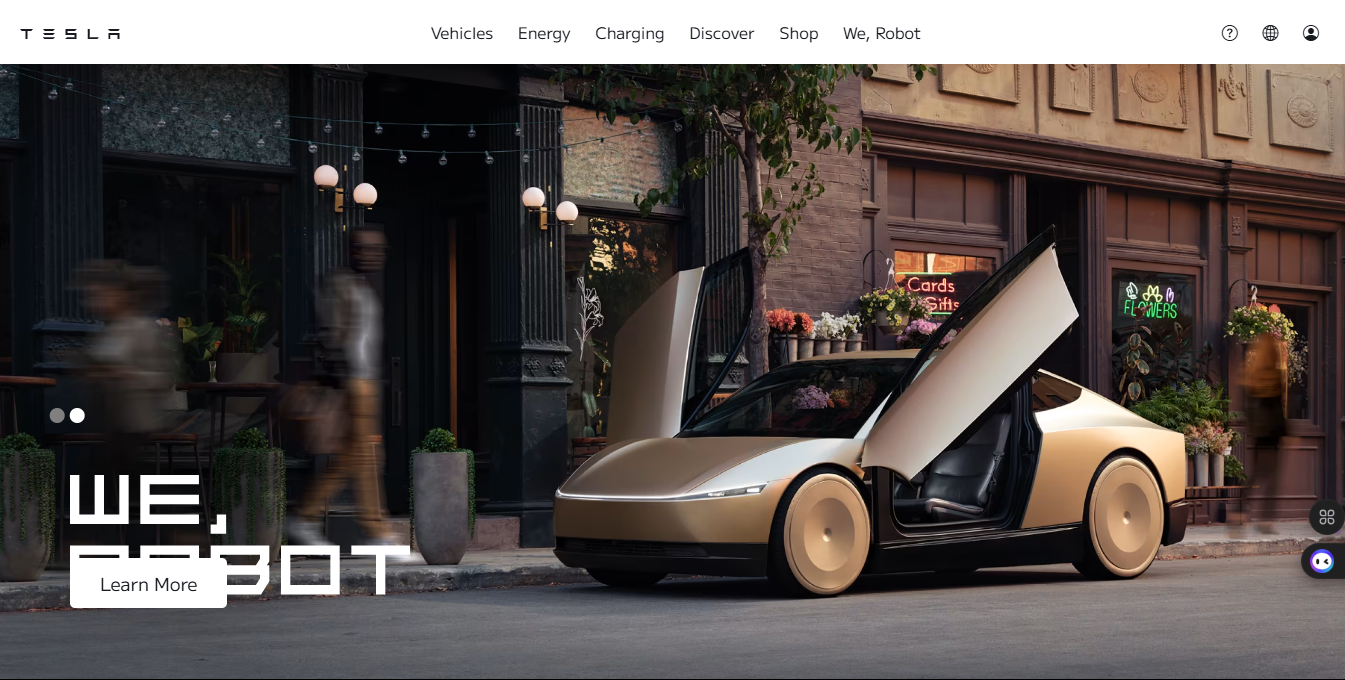 TESLA
Vehicles Energy Charging Discover Shop We, Robot
Cards
Gifts
FLOWERS
WE,
ROBOT
Learn More